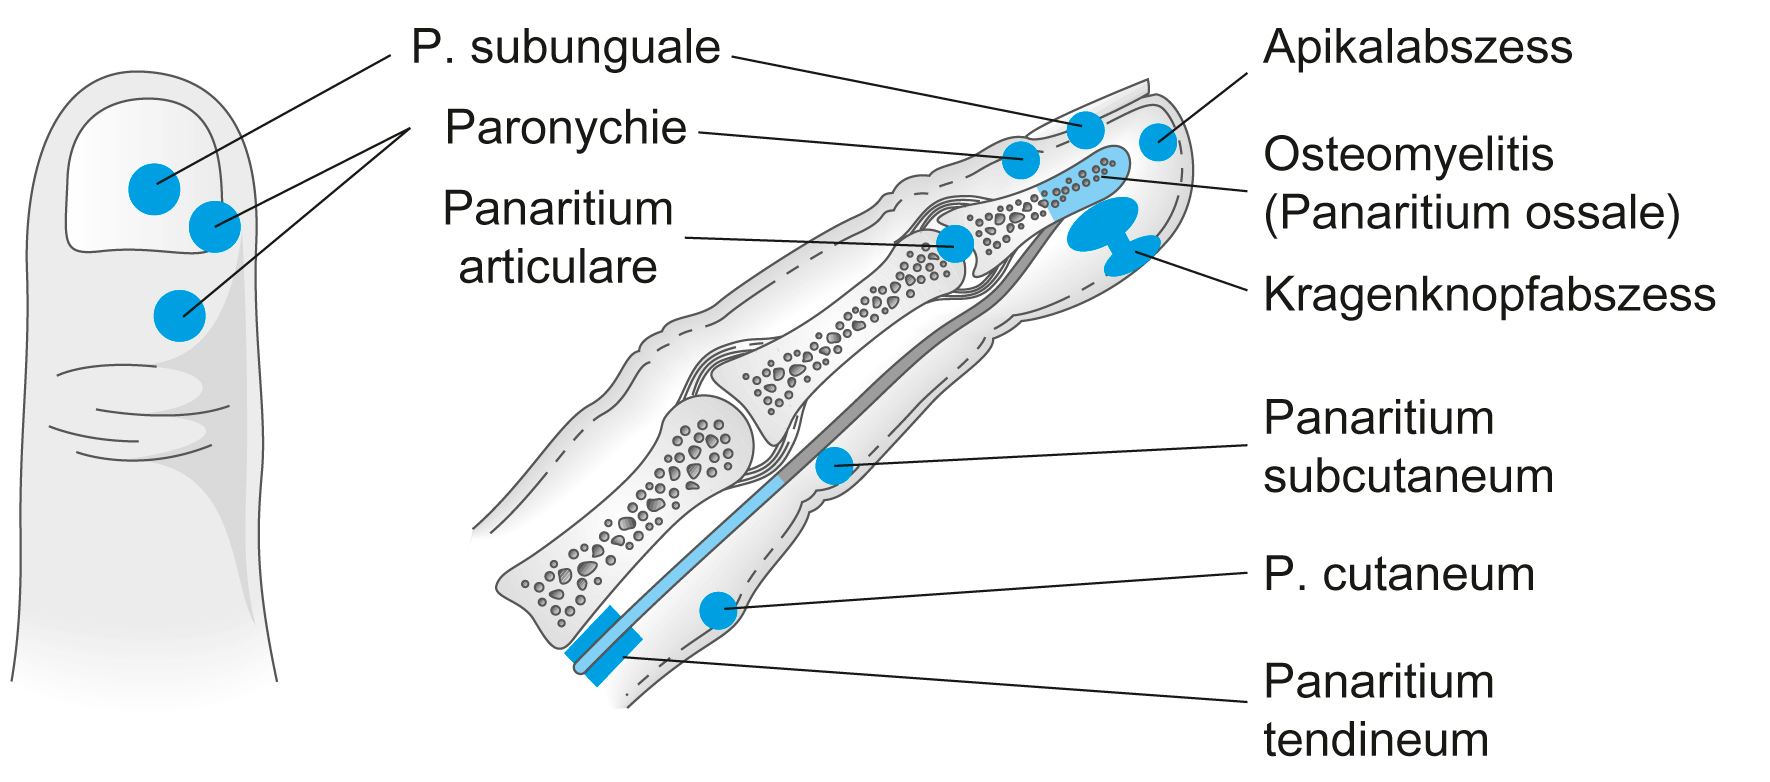 P. subunguale
Paronychie
Panaritium
articulare
Apikalabszess
Osteomyelitis
(Panaritium ossale)
Kragenknopfabszess
Panaritium
subcutaneum
P. cutaneum
Panaritium
tendineum